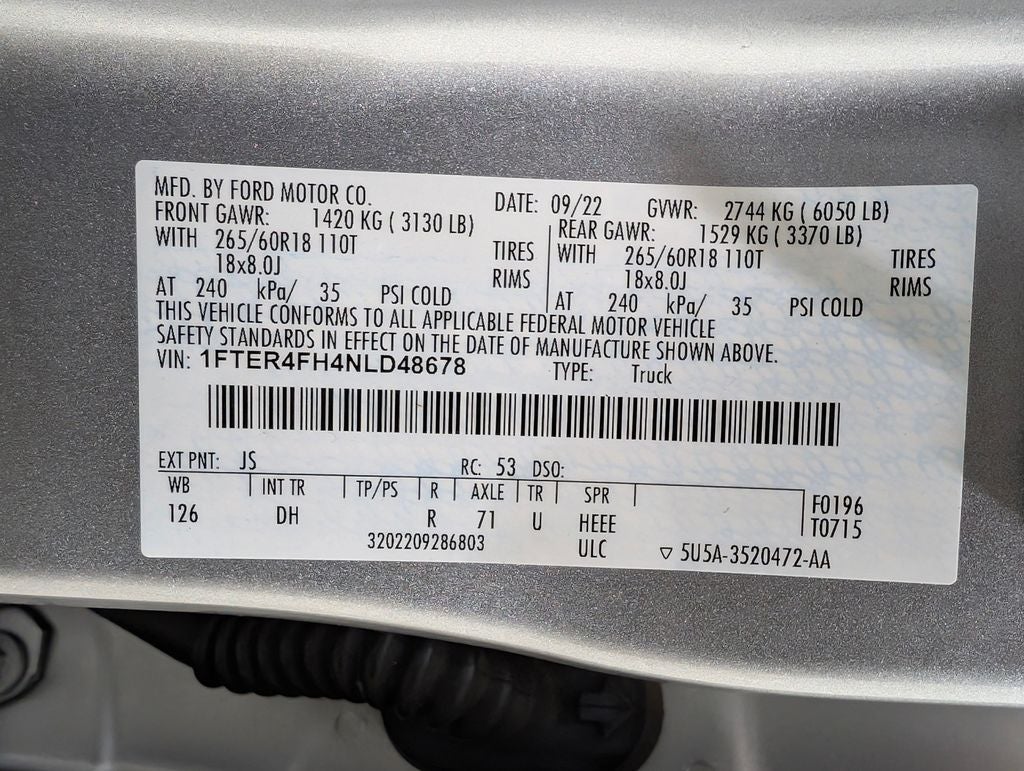 MFD. BY FORD MOTOR CO. DATE: 09/22 GVWR: 2744 KG ( 6050 LB)
FRONT GAWR: 1420 KG ( 3130 LB) REAR GAWR: 1529 KG ( 3370 LB)
WITH 265/60R18 110T TIRES WITH 265/60R18 110T TIRES
18x8.0J RIMS 18x8.0J RIMS
AT 240 kPa/ 35 PSI COLD AT 240 kPa/ 35 PSI COLD
THIS VEHICLE CONFORMS TO ALL APPLICABLE FEDERAL MOTOR VEHICLE
SAFETY STANDARDS IN EFFECT ON THE DATE OF MANUFACTURE SHOWN ABOVE.
VIN: 1FTER4FH4NLD48678 TYPE: Truck
EXT PNT: JS RC: 53 DSO:
WB INT TR TP/PS R AXLE TR SPR F0196
126 DH R 71 U HEEE T0715
3202209286803 ULC ▽ 5U5A-3520472-AA